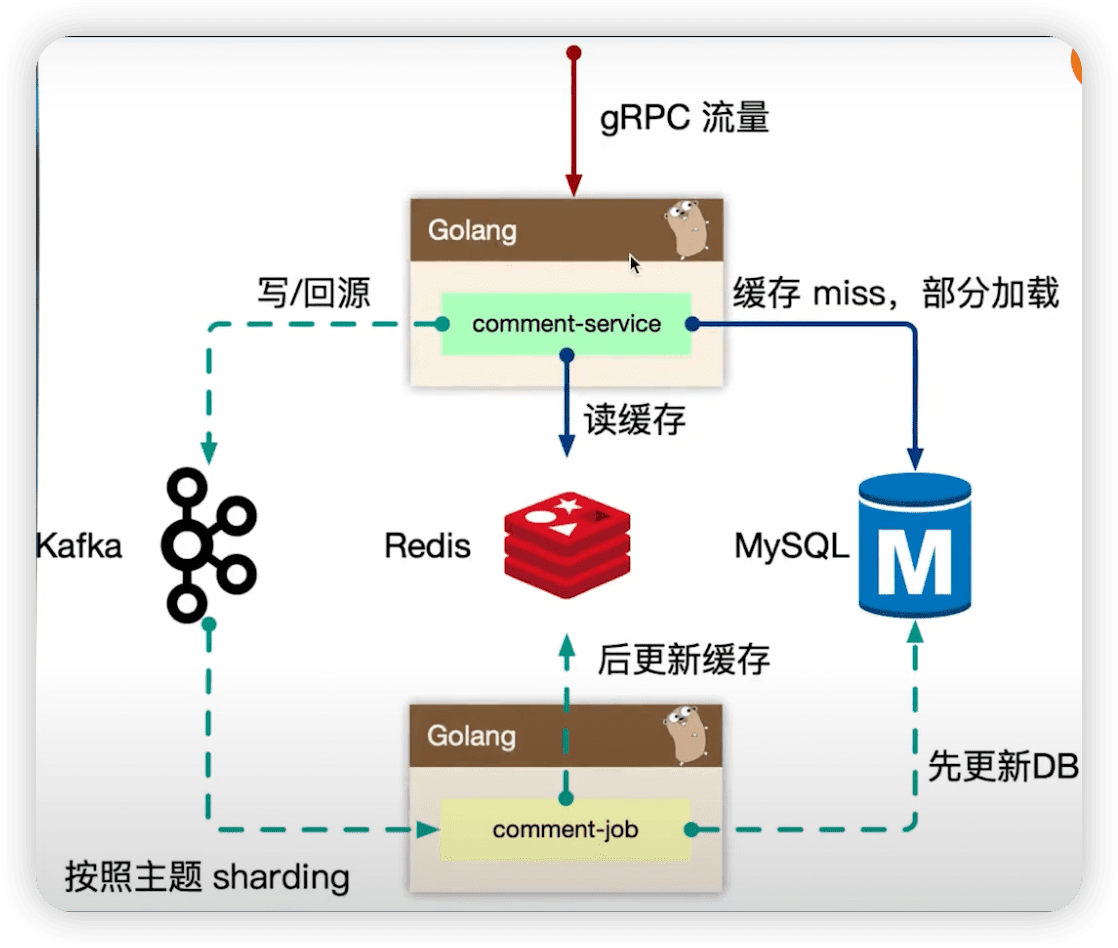 gRPC 流量
Golang
写/回源
缓存 miss，部分加载
comment-service
读缓存
Kafka
Redis
MySQL
M
后更新缓存
Golang
先更新DB
comment-job
按照主题 sharding